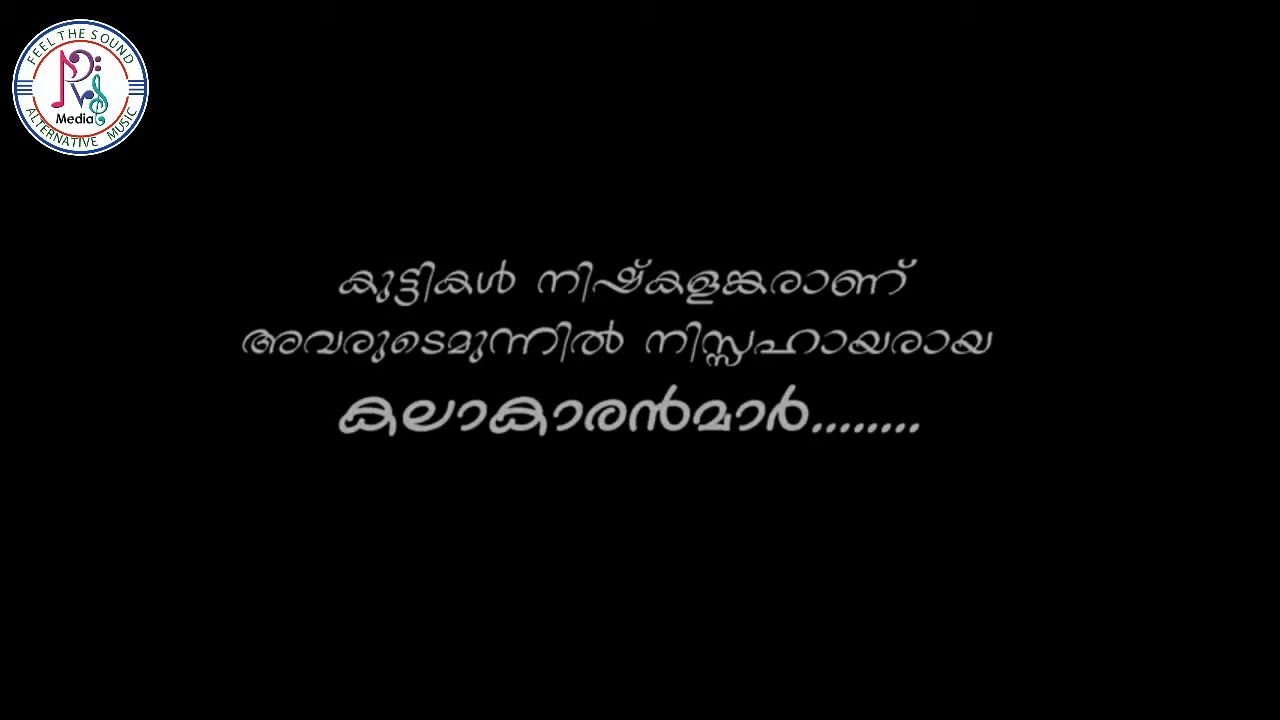 FEEL THE SOUND
Media
ALTERNATIVE MUSIC
കുട്ടികൾ നിഷ്കളങ്കരാണ്
അവരുടെമുന്നിൽ നിസ്സഹായരായ
കലാകാരൻമാർ........